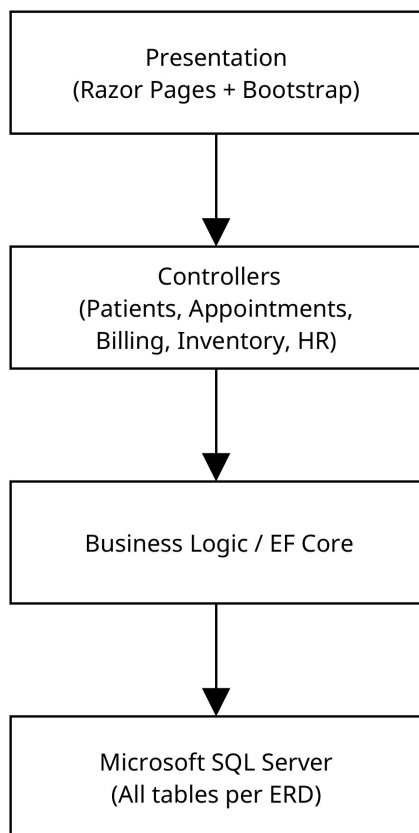 Presentation
(Razor Pages + Bootstrap)
Controllers
(Patients, Appointments,
Billing, Inventory, HR)
Business Logic / EF Core
Microsoft SQL Server
(All tables per ERD)